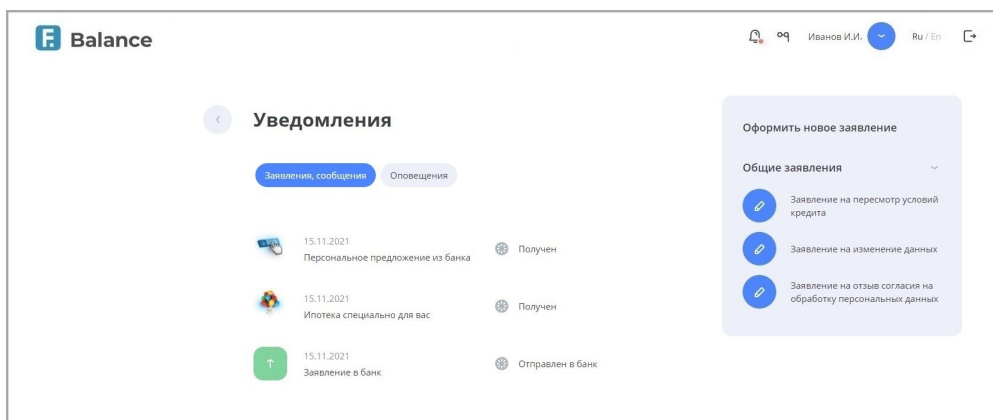 F. Balance
Иванов И.И.
Ru / En
Уведомления
Заявления, сообщения
Оповещения
15.11.2021
Персональное предложение из банка
Получен
15.11.2021
Ипотека специально для вас
Получен
15.11.2021
Заявление в банк
Отправлен в банк
Оформить новое заявление
Общие заявления
Заявление на пересмотр условий
кредита
Заявление на изменение данных
Заявление на отзыв согласия на
обработку персональных данных